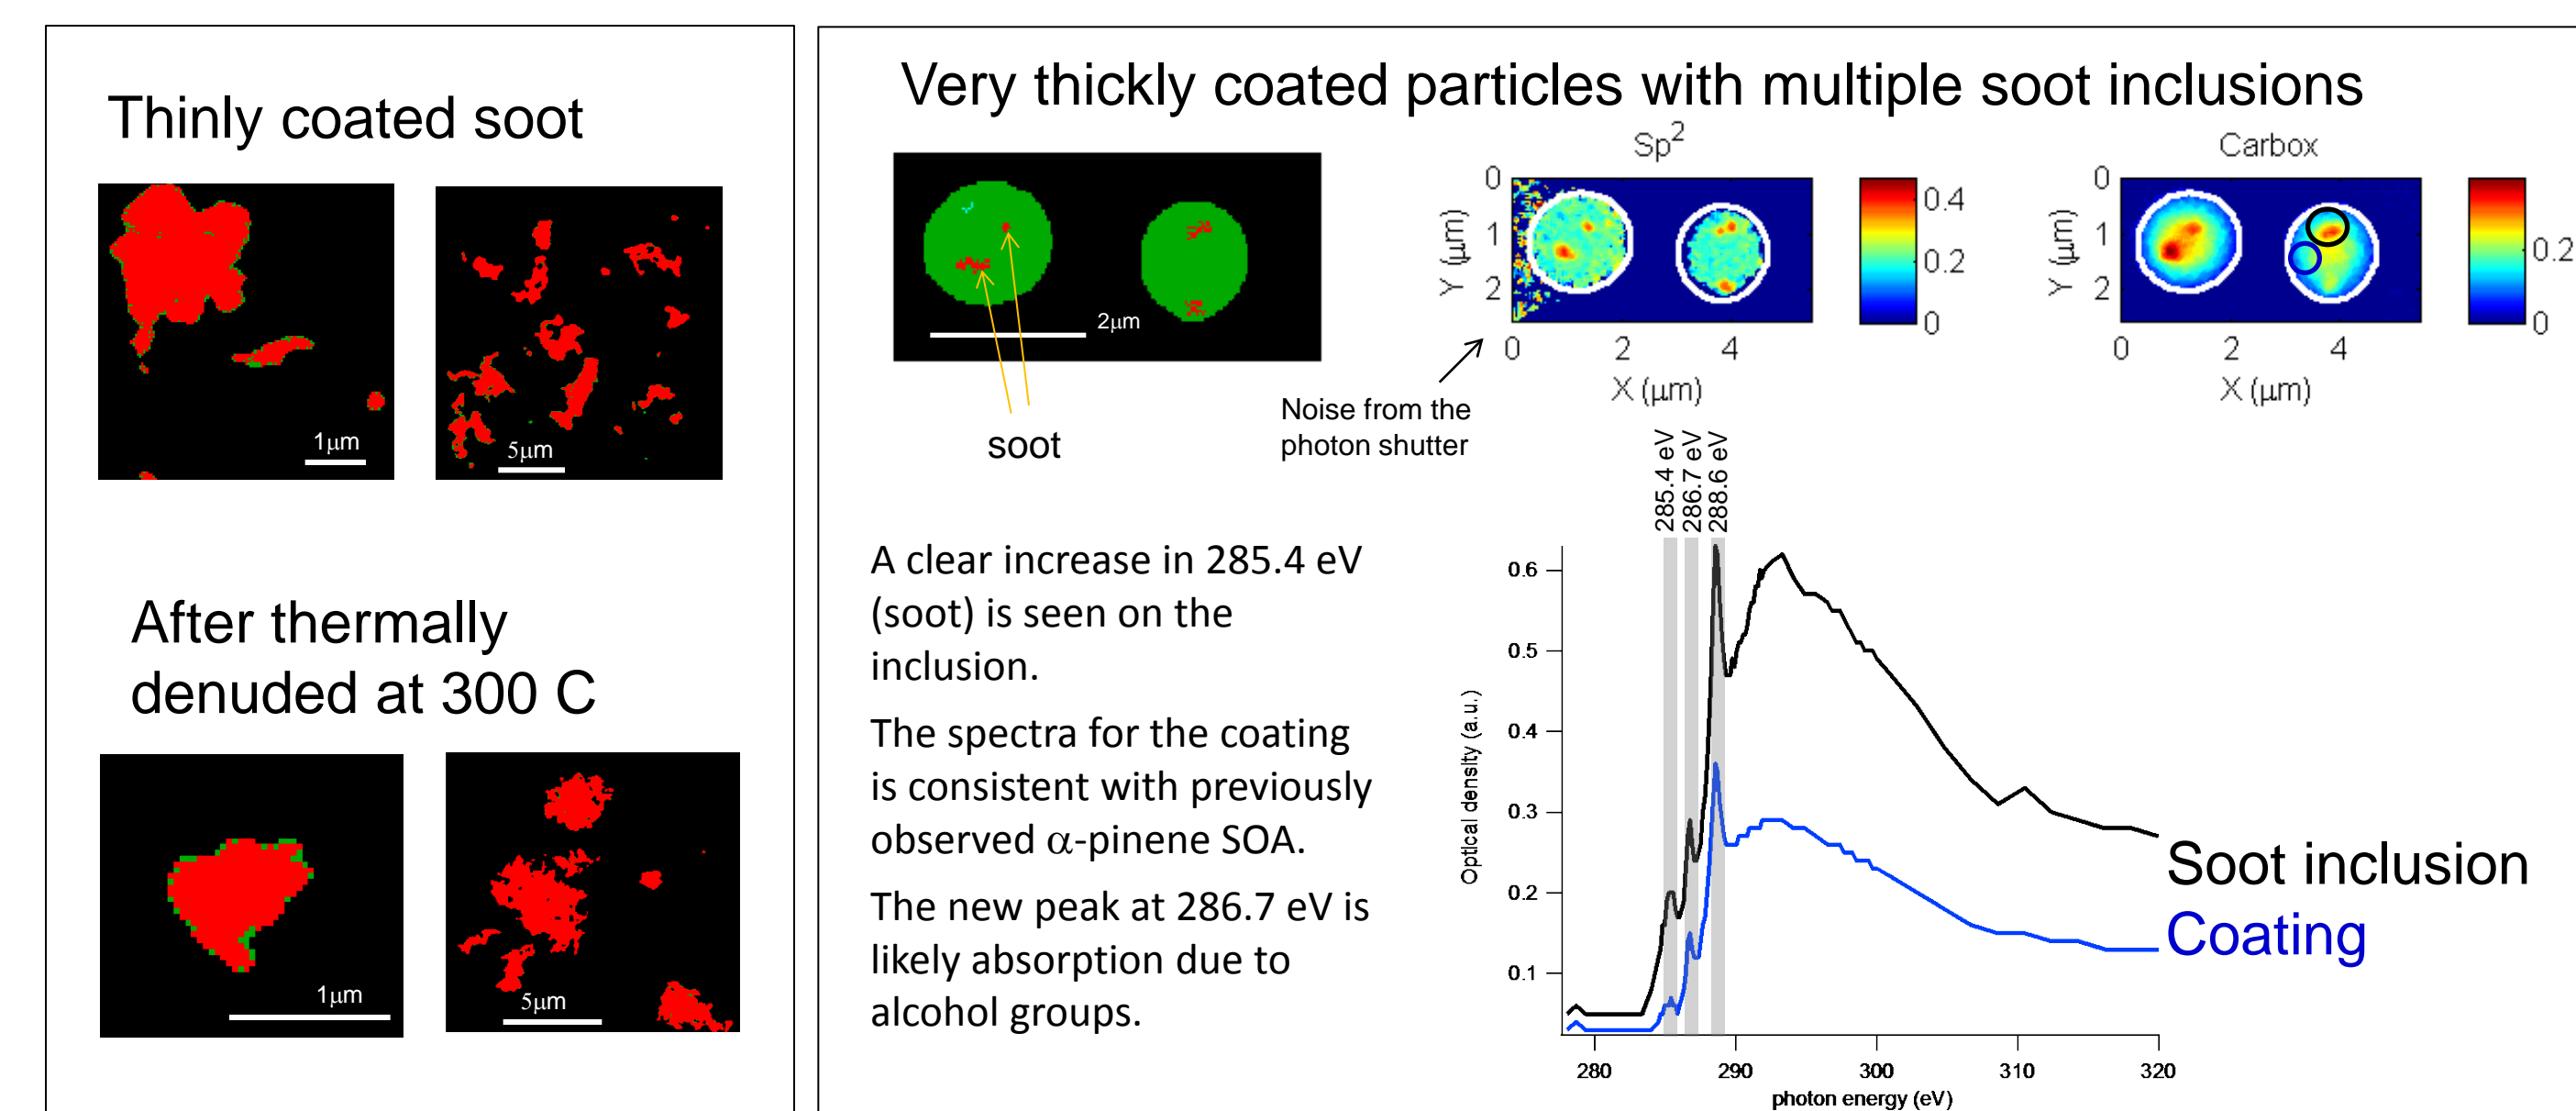 Thinly coated soot
1μm
5μm
After thermally
denuded at 300 C
1μm
5μm
Very thickly coated particles with multiple soot inclusions
2μm
soot
Sp²
0
1
2
Y (μm)
0 2 4
X (μm)
0.4
0.2
0
Noise from the
photon shutter
Carbox
0
1
2
Y (μm)
0 2 4
X (μm)
0.2
0
A clear increase in 285.4 eV
(soot) is seen on the
inclusion.
The spectra for the coating
is consistent with previously
observed α-pinene SOA.
The new peak at 286.7 eV is
likely absorption due to
alcohol groups.
285.4 eV
286.7 eV
288.6 eV
0.6
0.5
0.4
0.3
0.2
0.1
Optical density (a.u.)
280 290 300 310 320
photon energy (eV)
Soot inclusion
Coating